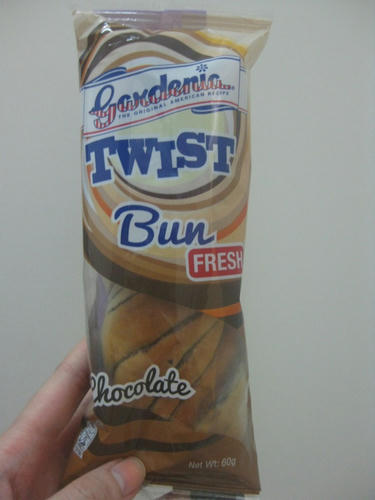 Gardenia
THE ORIGINAL AMERICAN RECIPE
TWIST
Bun
FRESH
Chocolate
Net Wt: 60g